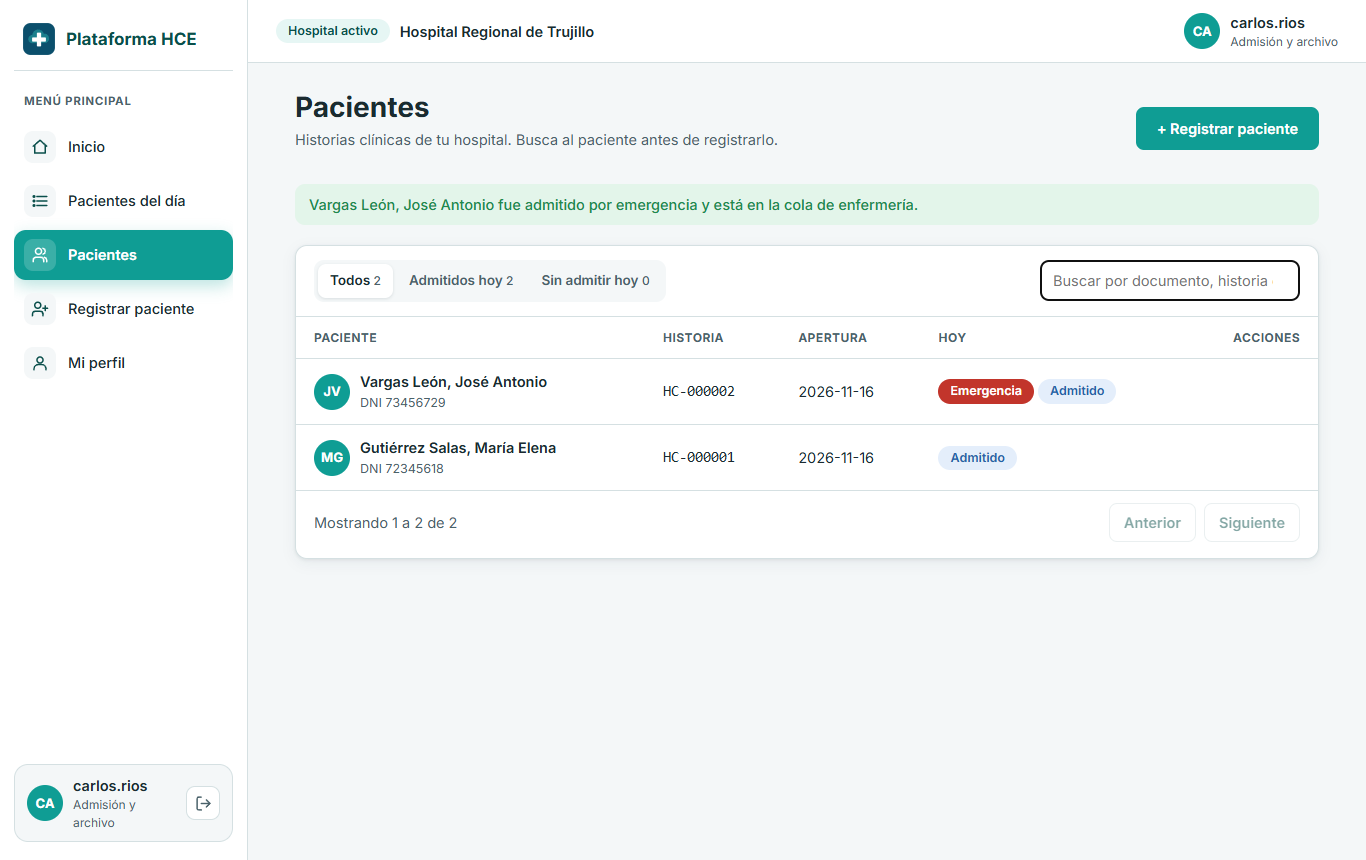 Plataforma HCE
MENÚ PRINCIPAL
Inicio
Pacientes del día
Pacientes
Registrar paciente
Mi perfil
CA
carlos.rios
Admisión y
archivo
Hospital activo
Hospital Regional de Trujillo
CA
carlos.rios
Admisión y archivo
Pacientes
Historias clínicas de tu hospital. Busca al paciente antes de registrarlo.
+ Registrar paciente
Vargas León, José Antonio fue admitido por emergencia y está en la cola de enfermería.
Todos 2
Admitidos hoy 2
Sin admitir hoy 0
Buscar por documento, historia
PACIENTE HISTORIA APERTURA HOY ACCIONES
JV
Vargas León, José Antonio
DNI 73456729
HC-000002
2026-11-16
Emergencia
Admitido
MG
Gutiérrez Salas, María Elena
DNI 72345618
HC-000001
2026-11-16
Admitido
Mostrando 1 a 2 de 2
Anterior
Siguiente